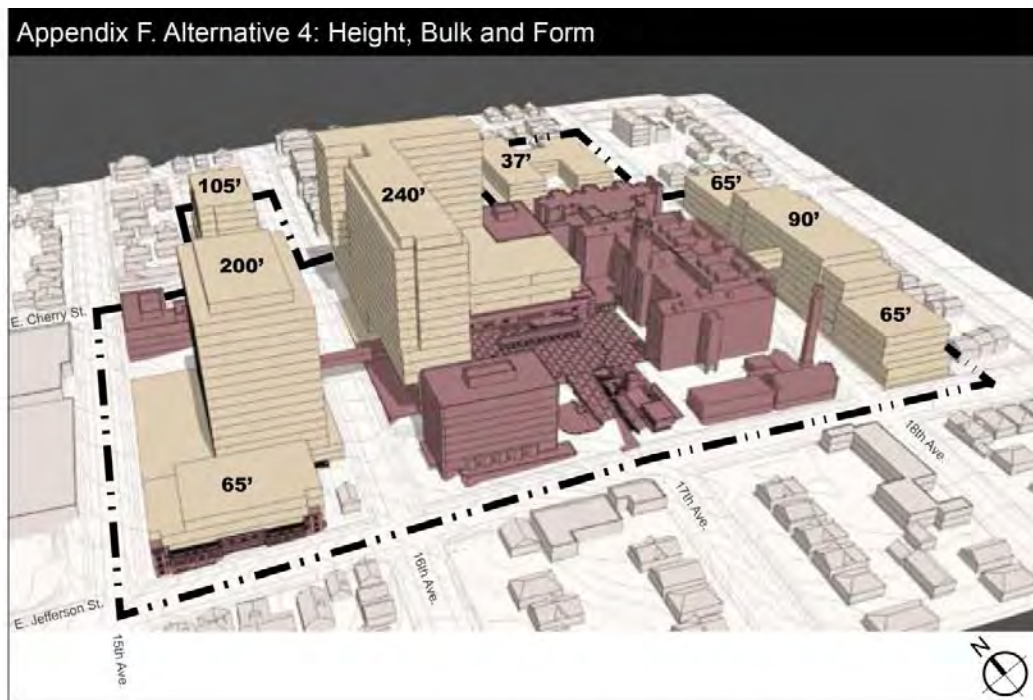 Appendix F. Alternative 4: Height, Bulk and Form
37'
105'
65'
240'
90'
200'
E. Cherry St.
65'
18th Ave.
65'
17th Ave.
16th Ave.
E. Jefferson St.
15th Ave.
N